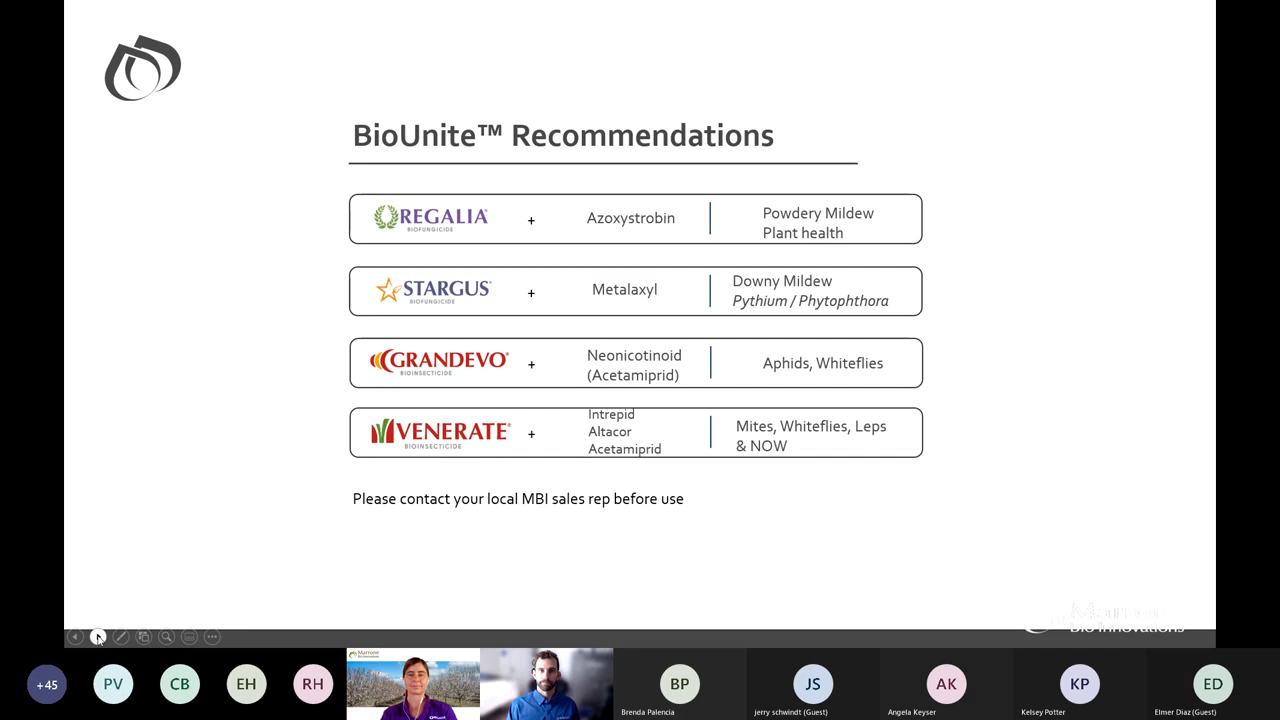 BioUnite™ Recommendations
REGALIA
BIOFUNGICIDE
+
Azoxystrobin
Powdery Mildew
Plant health
STARGUS®
BIOFUNGICIDE
+
Metalaxyl
Downy Mildew
Pythium / Phytophthora
GRANDEVO®
BIOINSECTICIDE
+
Neonicotinoid
(Acetamiprid)
Aphids, Whiteflies
VENERATE®
BIOINSECTICIDE
+
Intrepid
Altacor
Acetamiprid
Mites, Whiteflies, Leps
& NOW
Please contact your local MBI sales rep before use
Marrone
Bio Innovations
+45
PV
CB
EH
RH
Marrone
Bio Innovations
BP
Brenda Palencia
JS
jerry schwindt (Guest)
AK
Angela Keyser
KP
Kelsey Potter
ED
Elmer Diaz (Guest)